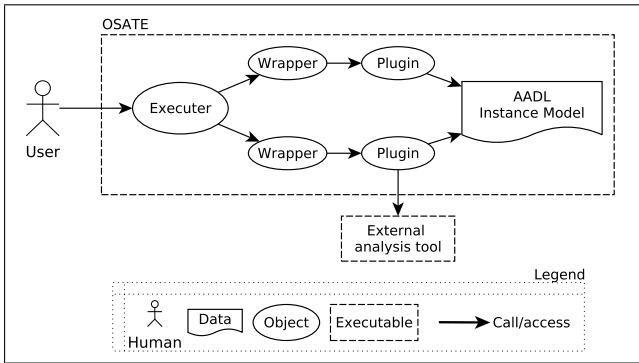 OSATE
Wrapper
Plugin
Executer
AADL
Instance Model
User
Wrapper
Plugin
External
analysis tool
Legend
Human
Data
Object
Executable
Call/access